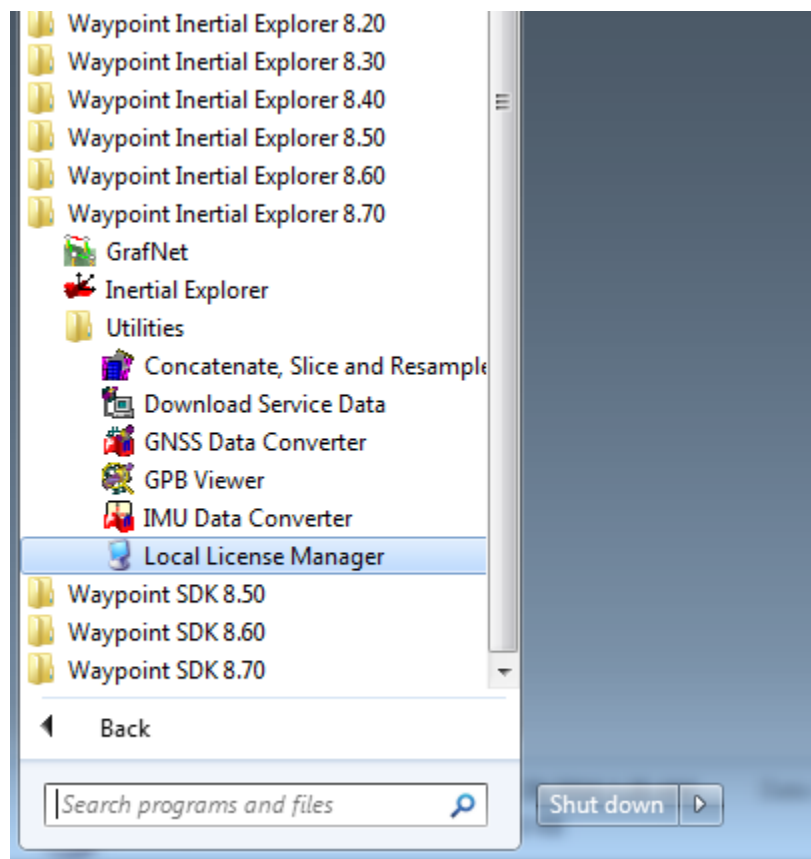 Waypoint Inertial Explorer 8.20
Waypoint Inertial Explorer 8.30
Waypoint Inertial Explorer 8.40
Waypoint Inertial Explorer 8.50
Waypoint Inertial Explorer 8.60
Waypoint Inertial Explorer 8.70
GrafNet
Inertial Explorer
Utilities
Concatenate, Slice and Resample
Download Service Data
GNSS Data Converter
GPB Viewer
IMU Data Converter
Local License Manager
Waypoint SDK 8.50
Waypoint SDK 8.60
Waypoint SDK 8.70
Back
Search programs and files
Shut down